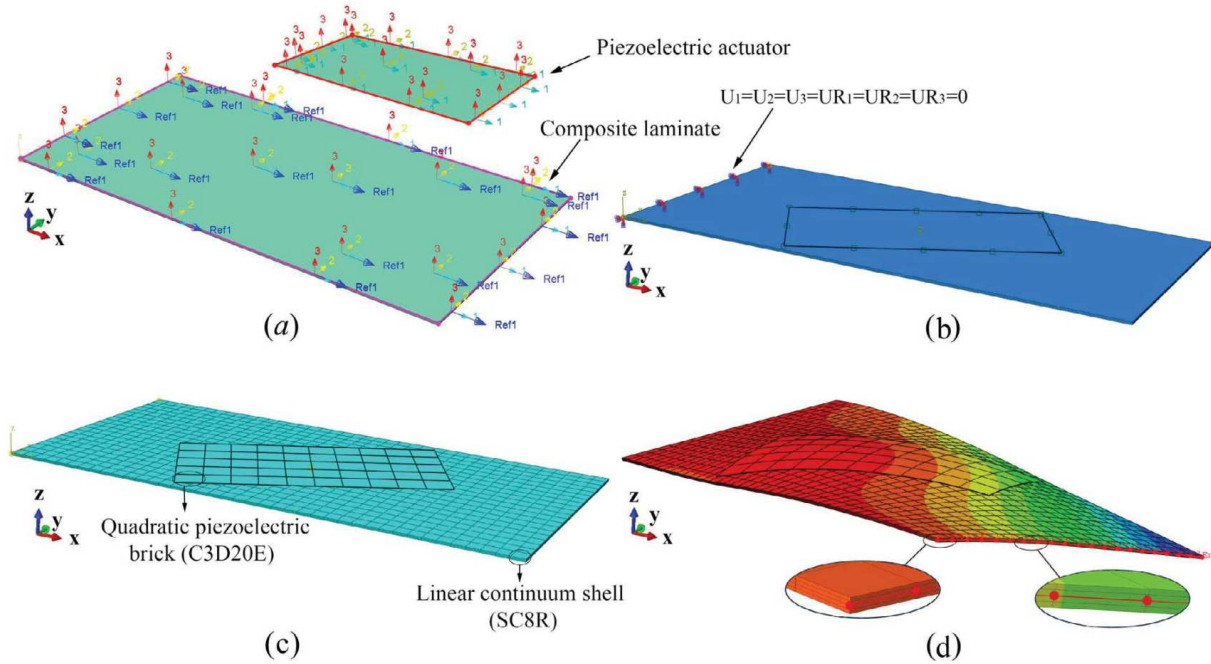 Piezoelectric actuator
Composite laminate
Ref1
z
y
x
(a)
U₁=U₂=U₃=UR₁=UR₂=UR₃=0
z
y
x
(b)
z
y
x
Quadratic piezoelectric
brick (C3D20E)
Linear continuum shell
(SC8R)
(c)
z
y
x
(d)